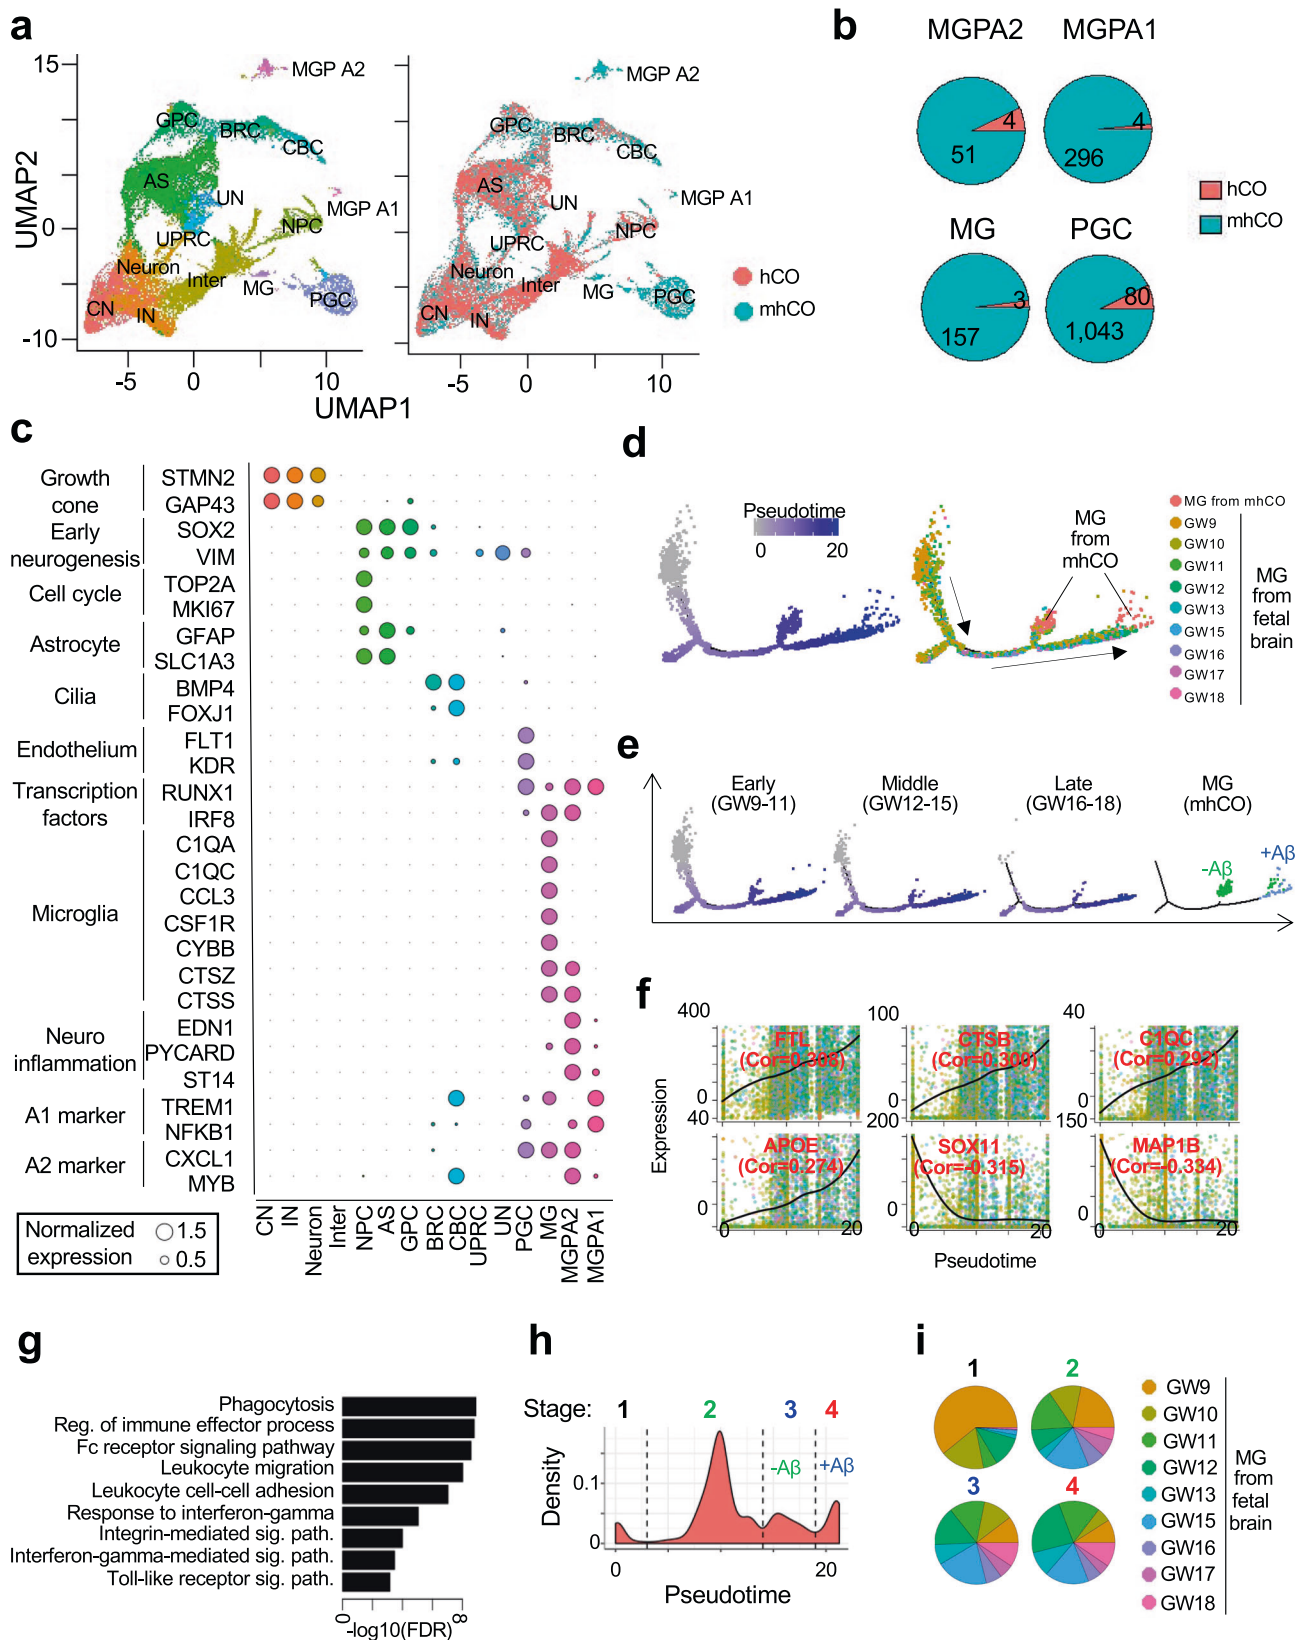 a
15
0
-10
UMAP2
MGP A2
GPC
BRC
CBC
AS
UN
MGP A1
UPRC
NPC
Neuron
Inter
MG
PGC
CN
IN
-5
0
10
MGP A2
GPC
BRC
CBC
AS
UN
MGP A1
UPRC
NPC
Neuron
Inter
MG
PGC
CN
IN
-5
0
10
hCO
mhCO
UMAP1
b
MGPA2
MGPA1
4
51
4
296
MG
PGC
3
157
80
1,043
hCO
mhCO
c
Growth
cone
STMN2
GAP43
Early
neurogenesis
SOX2
VIM
Cell cycle
TOP2A
MKI67
Astrocyte
GFAP
SLC1A3
Cilia
BMP4
FOXJ1
Endothelium
FLT1
KDR
Transcription
factors
RUNX1
IRF8
Microglia
C1QA
C1QC
CCL3
CSF1R
CYBB
CTSZ
CTSS
Neuro
inflammation
EDN1
PYCARD
ST14
A1 marker
TREM1
NFKB1
A2 marker
CXCL1
MYB
CN
IN
Neuron
Inter
NPC
AS
GPC
BRC
CBC
UPRC
UN
PGC
MG
MGPA2
MGPA1
Normalized
expression
1.5
0.5
d
Pseudotime
0
20
MG
from
mhCO
MG from mhCO
GW9
GW10
GW11
GW12
GW13
GW15
GW16
GW17
GW18
MG
from
fetal
brain
e
Early
(GW9-11)
Middle
(GW12-15)
Late
(GW16-18)
MG
(mhCO)
-Aβ
+Aβ
f
Expression
400
0
FTL
(Cor=0.306)
100
0
CTSB
(Cor=0.300)
40
0
C1QC
(Cor=0.292)
40
0
APOE
(Cor=0.274)
0
20
200
0
SOX11
(Cor=-0.315)
0
21
150
0
MAP1B
(Cor=-0.334)
0
20
Pseudotime
g
Phagocytosis
Reg. of immune effector process
Fc receptor signaling pathway
Leukocyte migration
Leukocyte cell-cell adhesion
Response to interferon-gamma
Integrin-mediated sig. path.
Interferon-gamma-mediated sig. path.
Toll-like receptor sig. path.
0
8
-log10(FDR)
h
Stage:
1
2
3
4
-Aβ
+Aβ
Density
0.1
0
0
20
Pseudotime
i
1
2
3
4
GW9
GW10
GW11
GW12
GW13
GW15
GW16
GW17
GW18
MG
from
fetal
brain